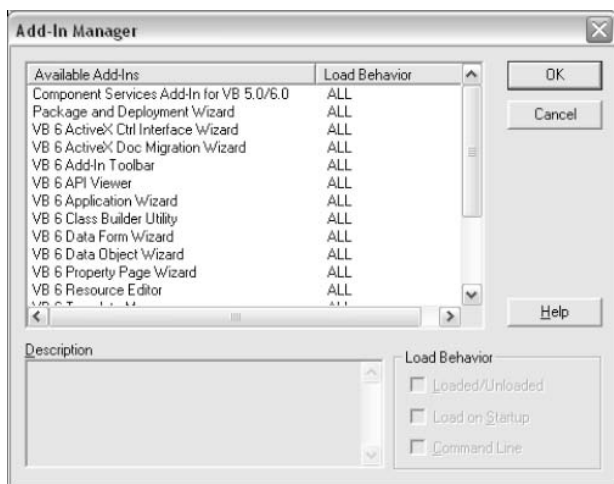 Add-In Manager
Available Add-Ins Load Behavior
Component Services Add-In for VB 5.0/6.0 ALL
Package and Deployment Wizard ALL
VB 6 ActiveX Ctrl Interface Wizard ALL
VB 6 ActiveX Doc Migration Wizard ALL
VB 6 Add-In Toolbar ALL
VB 6 API Viewer ALL
VB 6 Application Wizard ALL
VB 6 Class Builder Utility ALL
VB 6 Data Form Wizard ALL
VB 6 Data Object Wizard ALL
VB 6 Property Page Wizard ALL
VB 6 Resource Editor ALL
OK
Cancel
Help
Description
Load Behavior
Loaded/Unloaded
Load on Startup
Command Line